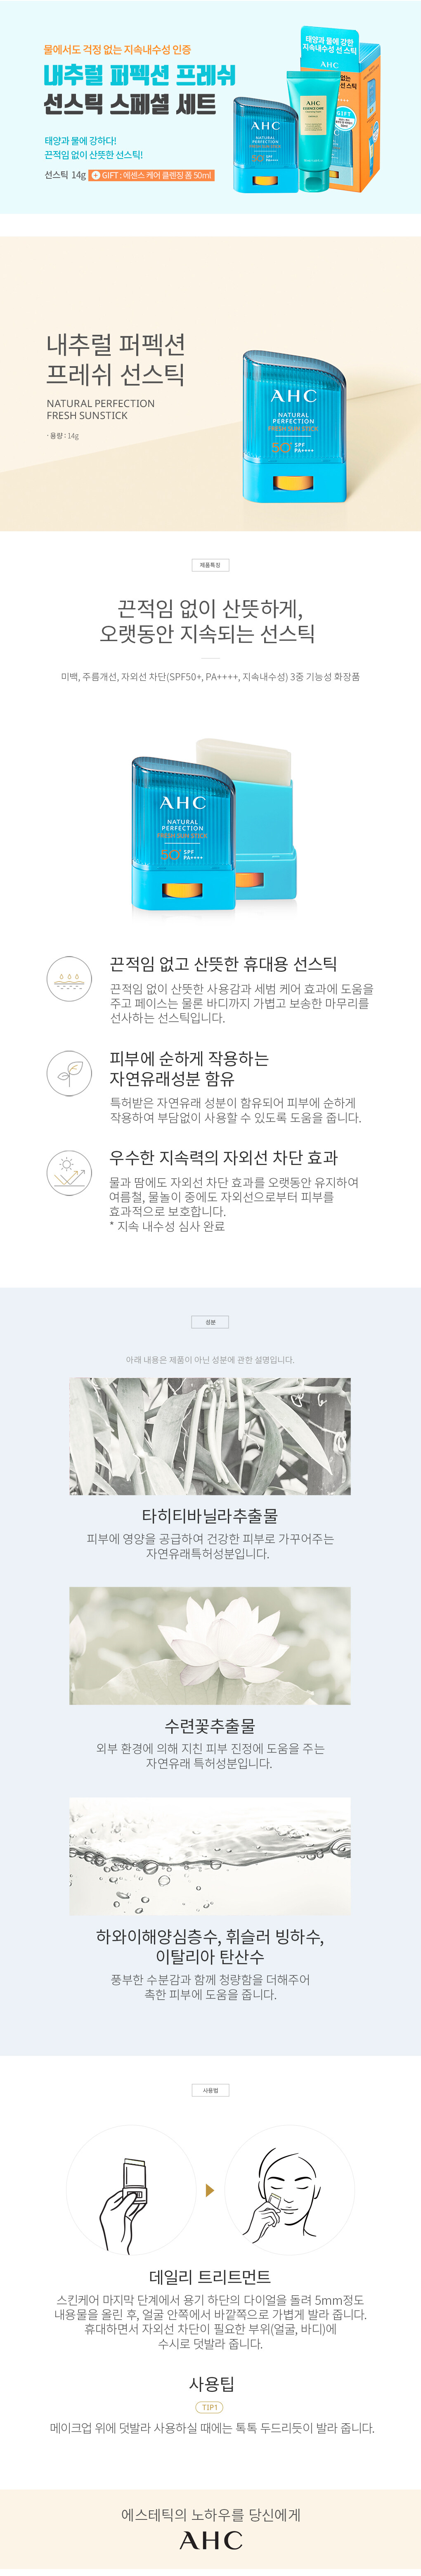 물에서도 걱정 없는 지속내수성 인증
내추럴 퍼펙션 프레쉬
선스틱 스페셜 세트
태양과 물에 강하다!
끈적임 없이 산뜻한 선스틱!
선스틱 14g + GIFT : 에센스 케어 클렌징 폼 50ml
태양과 물에 강한
지속내수성 선 스틱
AHC
GIFT
AHC
AHC
NATURAL
PERFECTION
FRESH SUN STICK
50+ SPF
PA++++
내추럴 퍼펙션
프레쉬 선스틱
NATURAL PERFECTION
FRESH SUNSTICK
· 용량 : 14g
AHC
NATURAL
PERFECTION
FRESH SUN STICK
50+ SPF
PA++++
제품특징
끈적임 없이 산뜻하게,
오랫동안 지속되는 선스틱
미백, 주름개선, 자외선 차단(SPF50+, PA++++, 지속내수성) 3중 기능성 화장품
AHC
NATURAL
PERFECTION
FRESH SUN STICK
50+ SPF
PA++++
끈적임 없고 산뜻한 휴대용 선스틱
끈적임 없이 산뜻한 사용감과 세범 케어 효과에 도움을
주고 페이스는 물론 바디까지 가볍고 보송한 마무리를
선사하는 선스틱입니다.
피부에 순하게 작용하는
자연유래성분 함유
특허받은 자연유래 성분이 함유되어 피부에 순하게
작용하여 부담없이 사용할 수 있도록 도움을 줍니다.
우수한 지속력의 자외선 차단 효과
물과 땀에도 자외선 차단 효과를 오랫동안 유지하여
여름철, 물놀이 중에도 자외선으로부터 피부를
효과적으로 보호합니다.
* 지속 내수성 심사 완료
성분
아래 내용은 제품이 아닌 성분에 관한 설명입니다.
타히티바닐라추출물
피부에 영양을 공급하여 건강한 피부로 가꾸어주는
자연유래특허성분입니다.
수련꽃추출물
외부 환경에 의해 지친 피부 진정에 도움을 주는
자연유래 특허성분입니다.
하와이해양심층수, 휘슬러 빙하수,
이탈리아 탄산수
풍부한 수분감과 함께 청량함을 더해주어
촉한 피부에 도움을 줍니다.
사용법
데일리 트리트먼트
스킨케어 마지막 단계에서 용기 하단의 다이얼을 돌려 5mm정도
내용물을 올린 후, 얼굴 안쪽에서 바깥쪽으로 가볍게 발라 줍니다.
휴대하면서 자외선 차단이 필요한 부위(얼굴, 바디)에
수시로 덧발라 줍니다.
사용팁
TIP1
메이크업 위에 덧발라 사용하실 때에는 톡톡 두드리듯이 발라 줍니다.
에스테틱의 노하우를 당신에게
AHC